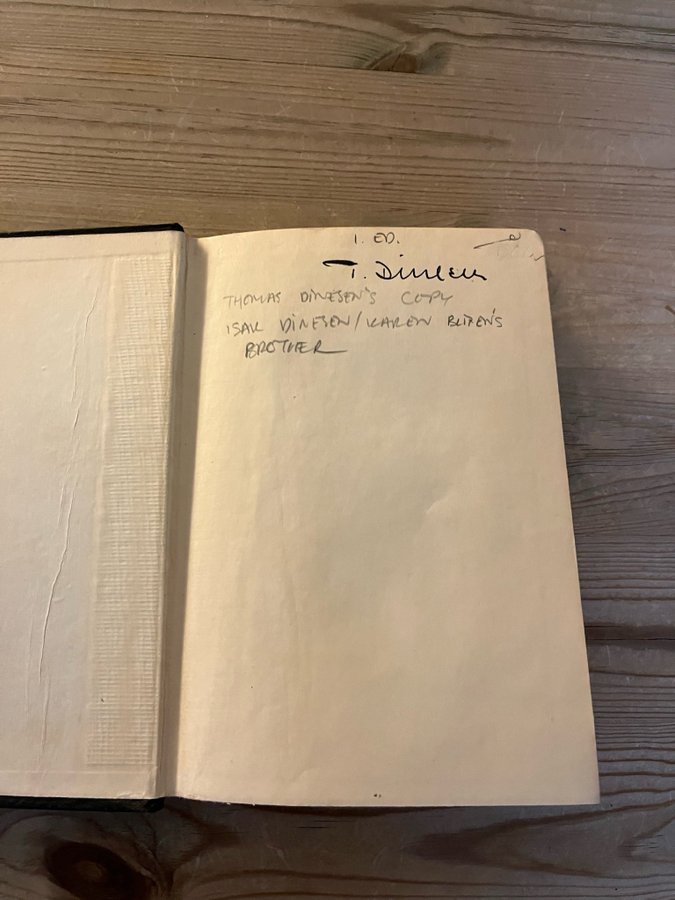 1. ED.
T. Dinesen
THOMAS DINESEN'S COPY
ISAK DINESEN/KAREN BLIXEN'S
BROTHER